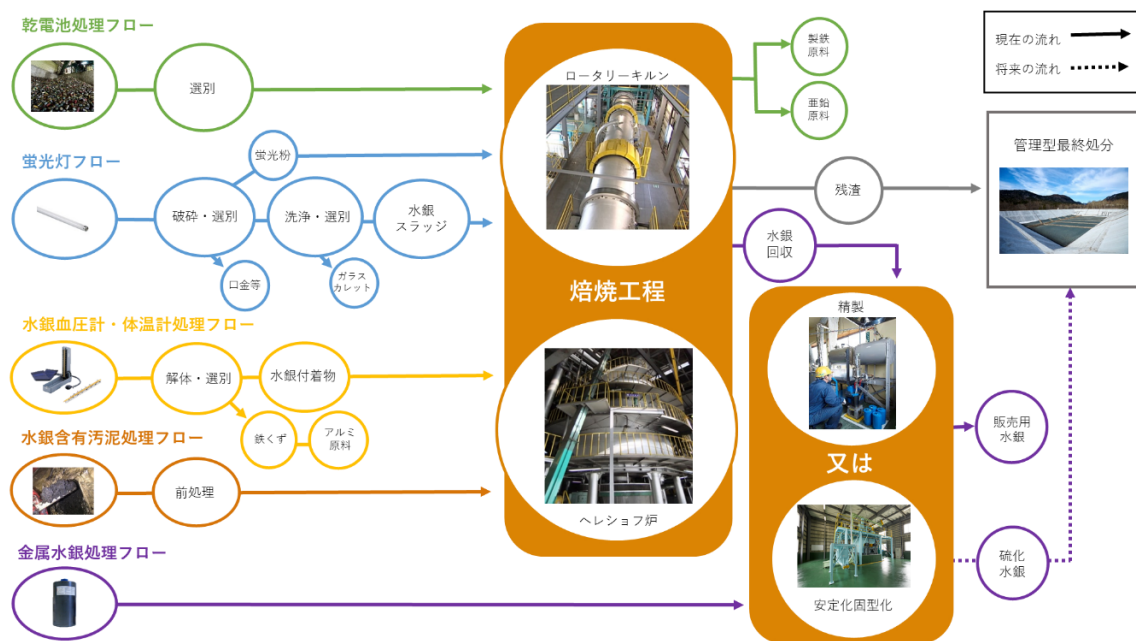 乾電池処理フロー
選別
蛍光灯フロー
蛍光粉
破砕・選別
洗浄・選別
水銀
スラッジ
口金等
ガラス
カレット
水銀血圧計・体温計処理フロー
解体・選別
水銀付着物
鉄くず
アルミ
原料
水銀含有汚泥処理フロー
前処理
金属水銀処理フロー
ロータリーキルン
焙焼工程
ヘレショフ炉
製鉄
原料
亜鉛
原料
残渣
水銀
回収
精製
又は
安定化固型化
販売用
水銀
硫化
水銀
現在の流れ
将来の流れ
管理型最終処分